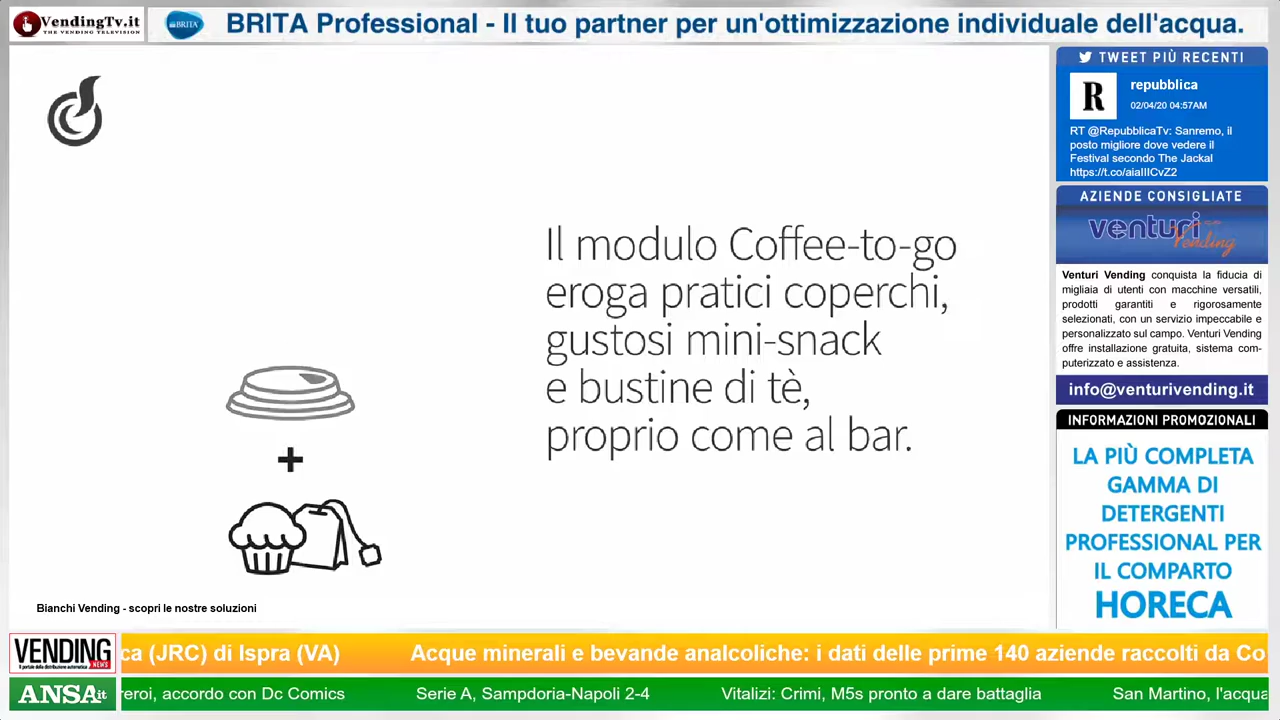 VendingTv.it
THE VENDING TELEVISION
BRITA
BRITA Professional - Il tuo partner per un'ottimizzazione individuale dell'acqua.
Il modulo Coffee-to-go
eroga pratici coperchi,
gustosi mini-snack
e bustine di tè,
proprio come al bar.
+
Bianchi Vending - scopri le nostre soluzioni
TWEET PIÙ RECENTI
R
repubblica
02/04/20 04:57AM
RT @RepubblicaTv: Sanremo, il
posto migliore dove vedere il
Festival secondo The Jackal
https://t.co/aiaIIICvZ2
AZIENDE CONSIGLIATE
venturi
Vending
Venturi Vending conquista la fiducia di
migliaia di utenti con macchine versatili,
prodotti garantiti e rigorosamente
selezionati, con un servizio impeccabile e
personalizzato sul campo. Venturi Vending
offre installazione gratuita, sistema com-
puterizzato e assistenza.
info@venturivending.it
INFORMAZIONI PROMOZIONALI
LA PIÙ COMPLETA
GAMMA DI
DETERGENTI
PROFESSIONALI PER
IL COMPARTO
HORECA
VENDING
NEWS
Il portale della distribuzione automatica
ca (JRC) di Ispra (VA) Acque minerali e bevande analcoliche: i dati delle prime 140 aziende raccolti da Co
ANSA.it
reroi, accordo con Dc Comics Serie A, Sampdoria-Napoli 2-4 Vitalizi: Crimi, M5s pronto a dare battaglia San Martino, l'acqua